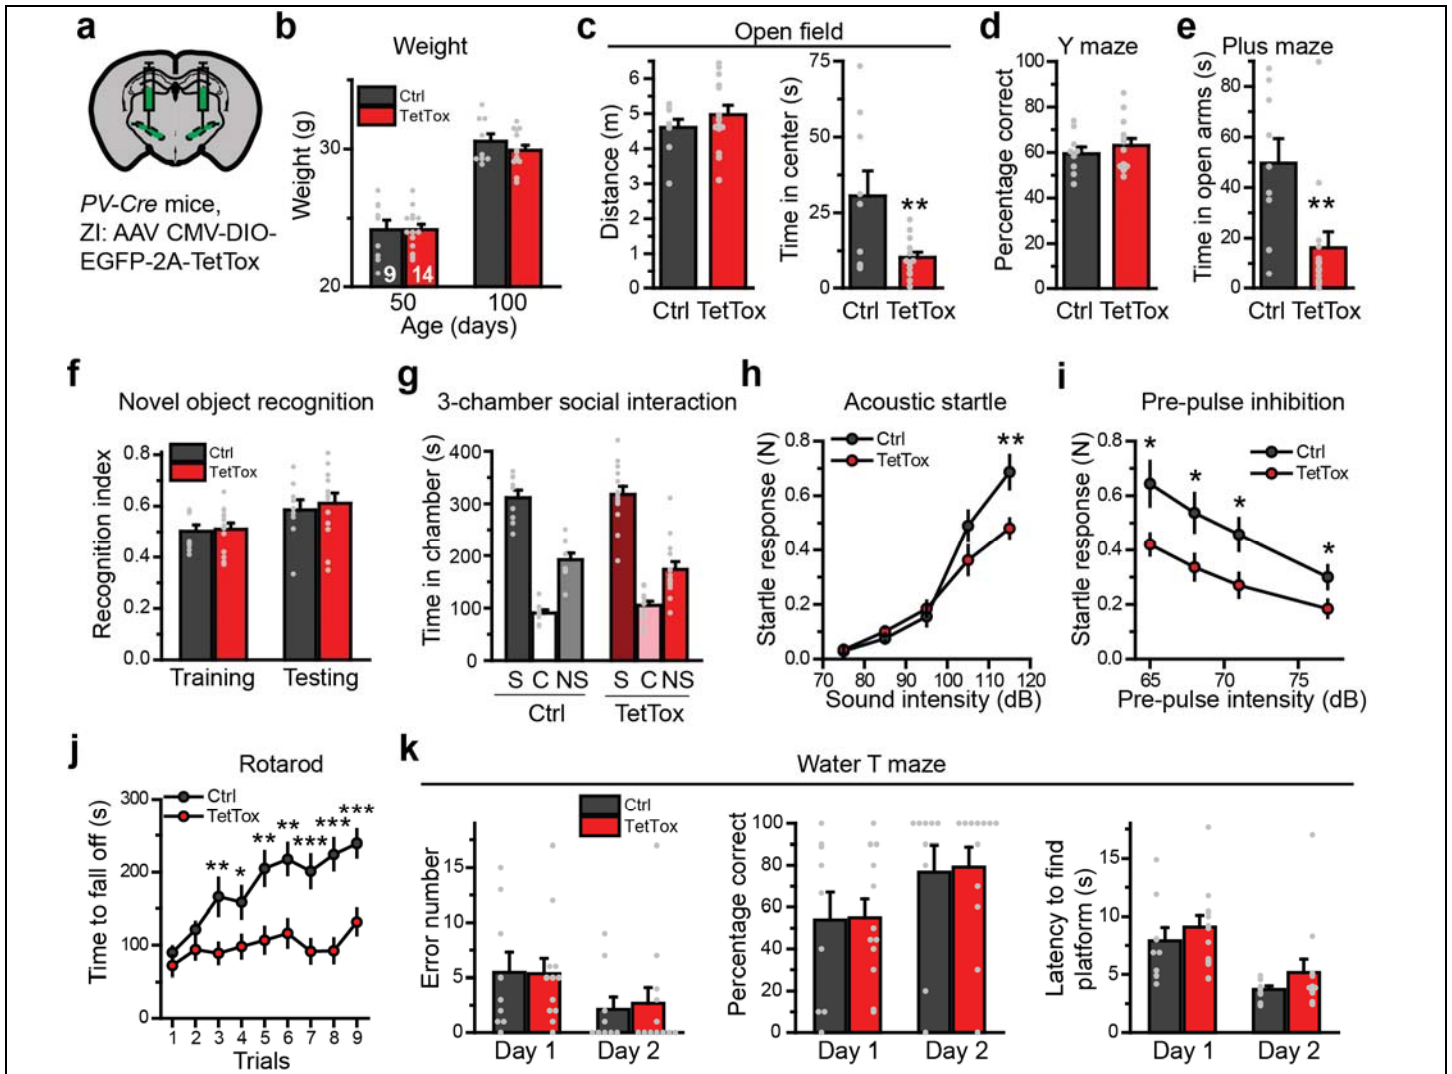 a
PV-Cre mice,
ZI: AAV CMV-DIO-
EGFP-2A-TetTox
b
Weight
Ctrl
TetTox
Weight (g)
30
20
9 14
50 100
Age (days)
c
Open field
Distance (m)
6
5
4
3
2
1
0
Ctrl TetTox
Time in center (s)
75
50
25
0
**
Ctrl TetTox
d
Y maze
Percentage correct
100
80
60
40
20
0
Ctrl TetTox
e
Plus maze
Time in open arms (s)
80
60
40
20
0
**
Ctrl TetTox
f
Novel object recognition
Ctrl
TetTox
Recognition index
0.8
0.6
0.4
0.2
0.0
Training Testing
g
3-chamber social interaction
Time in chamber (s)
400
300
200
100
0
S C NS S C NS
Ctrl TetTox
h
Acoustic startle
Ctrl
TetTox
**
Startle response (N)
0.8
0.6
0.4
0.2
0.0
70 80 90 100 110 120
Sound intensity (dB)
i
Pre-pulse inhibition
Ctrl
TetTox
* * * *
Startle response (N)
0.8
0.6
0.4
0.2
0.0
65 70 75
Pre-pulse intensity (dB)
j
Rotarod
Ctrl
TetTox
Time to fall off (s)
300
200
100
0
** * ** ** *** *** ***
1 2 3 4 5 6 7 8 9
Trials
k
Water T maze
Ctrl
TetTox
Error number
15
10
5
0
Day 1 Day 2
Percentage correct
100
80
60
40
20
0
Day 1 Day 2
Latency to find
platform (s)
15
10
5
0
Day 1 Day 2